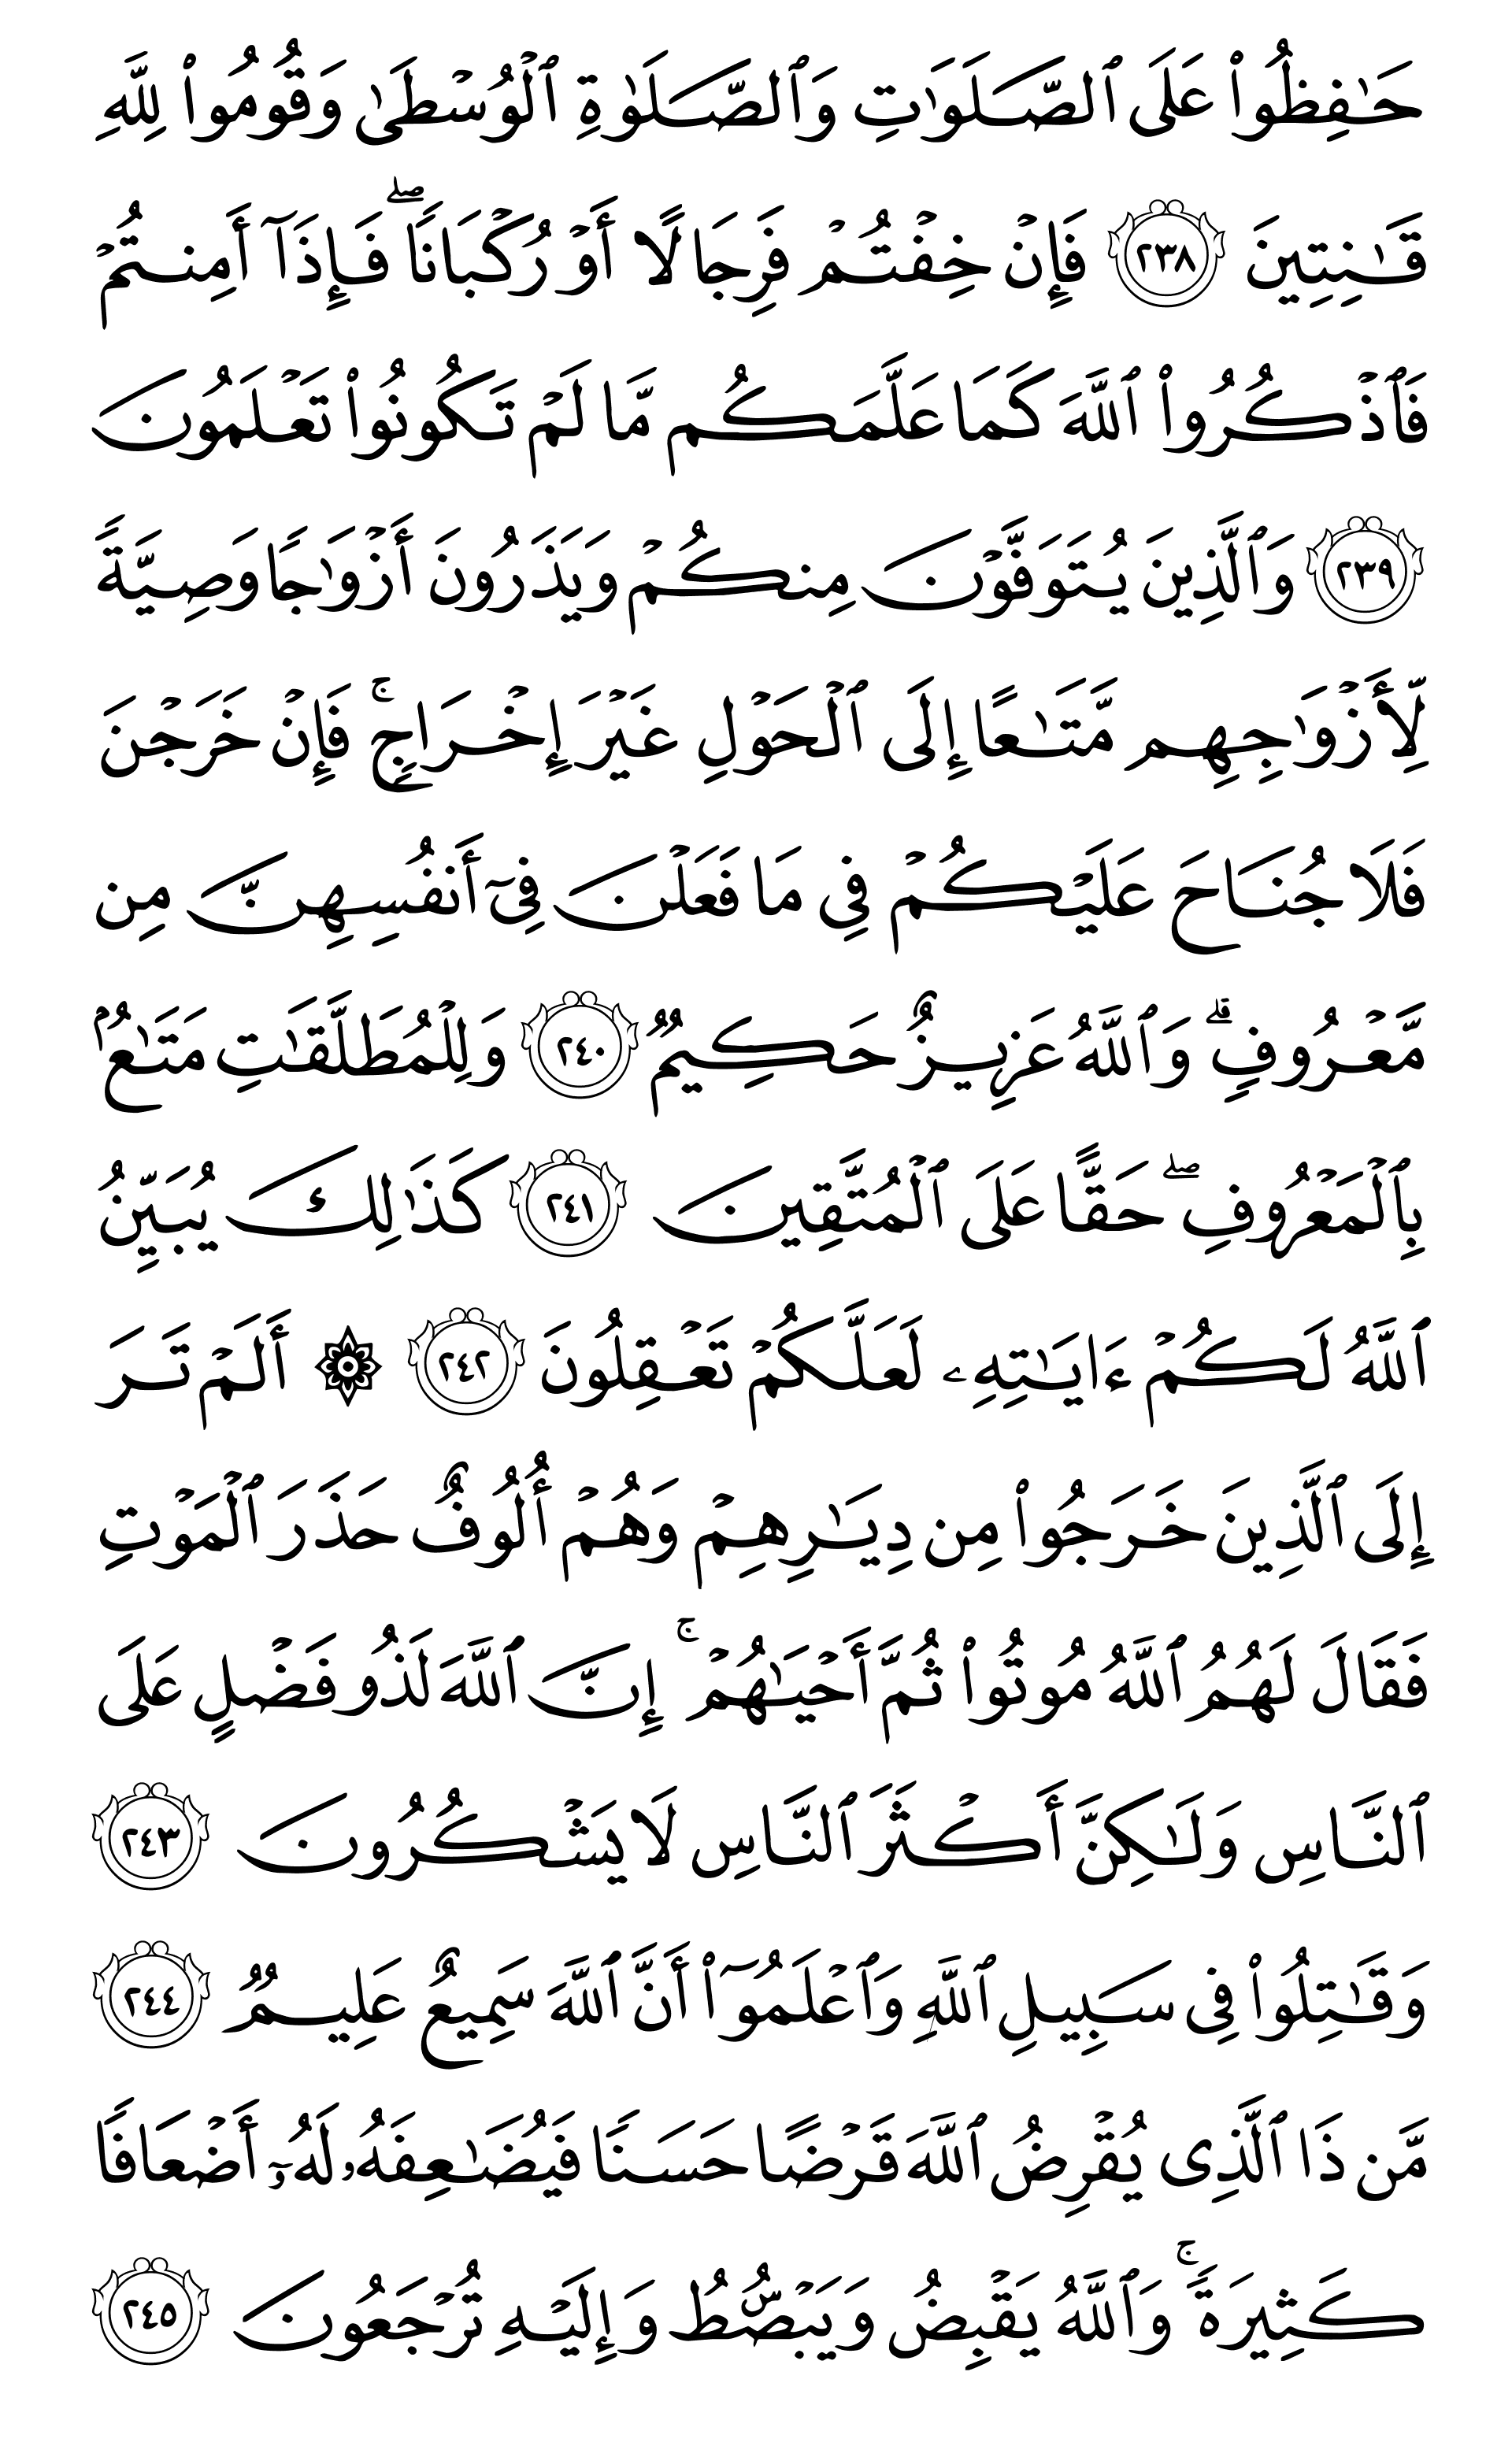 حَـٰفِظُوا۟ عَلَى ٱلصَّلَوَٰتِ وَٱلصَّلَوٰةِ ٱلْوُسْطَىٰ وَقُومُوا۟ لِلَّهِ
قَـٰنِتِينَ ٢٣٨ فَإِنْ خِفْتُمْ فَرِجَالًا أَوْ رُكْبَانًا ۖ فَإِذَآ أَمِنتُمْ
فَٱذْكُرُوا۟ ٱللَّهَ كَمَا عَلَّمَكُم مَّا لَمْ تَكُونُوا۟ تَعْلَمُونَ
٢٣٩ وَٱلَّذِينَ يُتَوَفَّوْنَ مِنكُمْ وَيَذَرُونَ أَزْوَٰجًا وَصِيَّةً
لِّأَزْوَٰجِهِم مَّتَـٰعًا إِلَى ٱلْحَوْلِ غَيْرَ إِخْرَاجٍ ۚ فَإِنْ خَرَجْنَ
فَلَا جُنَاحَ عَلَيْكُمْ فِى مَا فَعَلْنَ فِىٓ أَنفُسِهِنَّ مِن
مَّعْرُوفٍ ۗ وَٱللَّهُ عَزِيزٌ حَكِيمٌ ٢٤٠ وَلِلْمُطَلَّقَـٰتِ مَتَـٰعٌۢ
بِٱلْمَعْرُوفِ ۖ حَقًّا عَلَى ٱلْمُتَّقِينَ ٢٤١ كَذَٰلِكَ يُبَيِّنُ
ٱللَّهُ لَكُمْ ءَايَـٰتِهِۦ لَعَلَّكُمْ تَعْقِلُونَ ٢٤٢ ۞ أَلَمْ تَرَ
إِلَى ٱلَّذِينَ خَرَجُوا۟ مِن دِيَـٰرِهِمْ وَهُمْ أُلُوفٌ حَذَرَ ٱلْمَوْتِ
فَقَالَ لَهُمُ ٱللَّهُ مُوتُوا۟ ثُمَّ أَحْيَـٰهُمْ ۚ إِنَّ ٱللَّهَ لَذُو فَضْلٍ عَلَى
ٱلنَّاسِ وَلَـٰكِنَّ أَكْثَرَ ٱلنَّاسِ لَا يَشْكُرُونَ ٢٤٣
وَقَـٰتِلُوا۟ فِى سَبِيلِ ٱللَّهِ وَٱعْلَمُوٓا۟ أَنَّ ٱللَّهَ سَمِيعٌ عَلِيمٌ ٢٤٤
مَّن ذَا ٱلَّذِى يُقْرِضُ ٱللَّهَ قَرْضًا حَسَنًا فَيُضَـٰعِفَهُۥ لَهُۥٓ أَضْعَافًا
كَثِيرَةً ۚ وَٱللَّهُ يَقْبِضُ وَيَبْصُۜطُ وَإِلَيْهِ تُرْجَعُونَ ٢٤٥